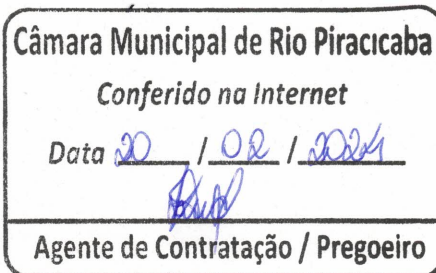 Câmara Municipal de Rio Piracicaba
Conferido na Internet
Data 20 / 02 / 2024
Agente de Contratação / Pregoeiro